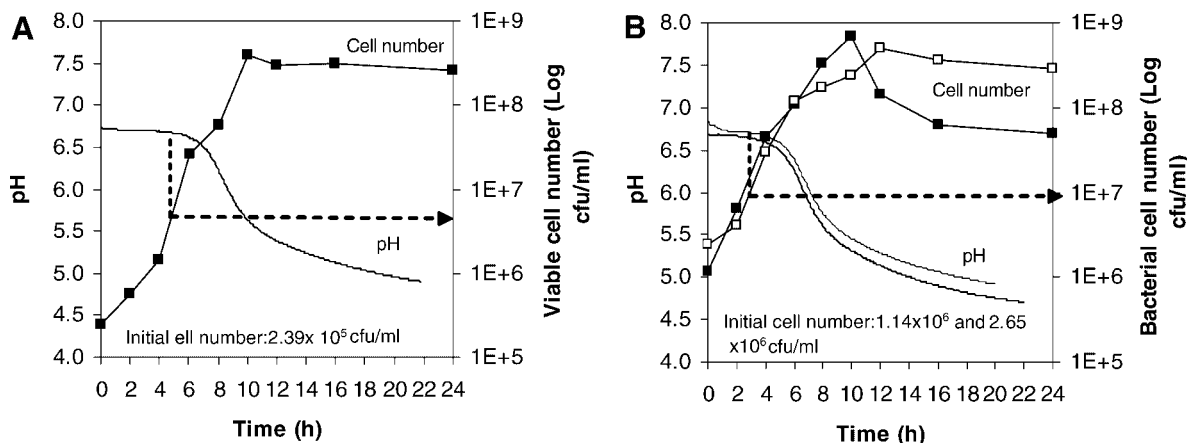 A
8.0
7.5
7.0
6.5
6.0
5.5
5.0
4.5
4.0
pH
Cell number
pH
Initial ell number:2.39x 10⁵ cfu/ml
1E+9
1E+8
1E+7
1E+6
1E+5
Viable cell number (Log
cfu/ml)
0 2 4 6 8 10 12 14 16 18 20 22 24
Time (h)
B
8.0
7.5
7.0
6.5
6.0
5.5
5.0
4.5
4.0
pH
Cell number
pH
Initial cell number:1.14x10⁶ and 2.65
x10⁶cfu/ml
1E+9
1E+8
1E+7
1E+6
1E+5
Bacterial cell number (Log
cfu/ml)
0 2 4 6 8 10 12 14 16 18 20 22 24
Time (h)